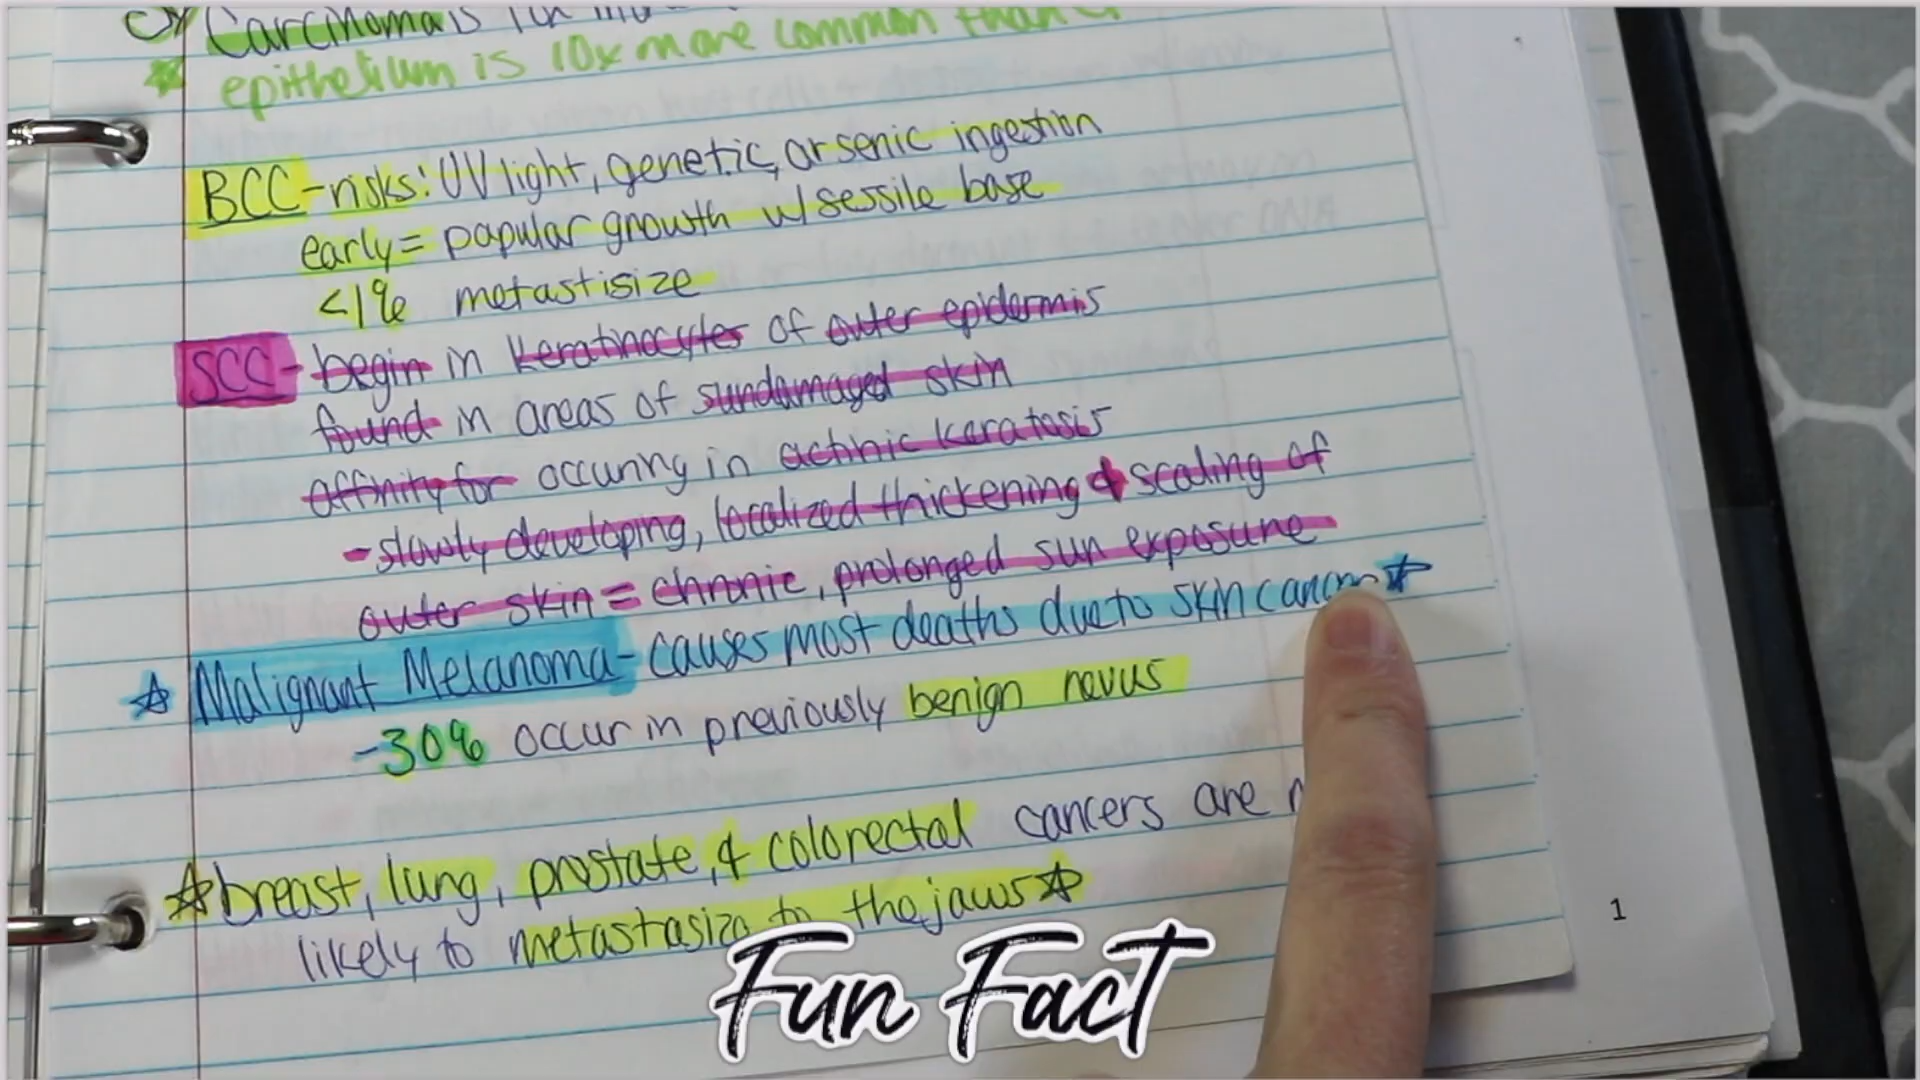 Carcinoma is 10x more
epithelium is 10x more common than
BCC-risks: UV light, genetic, arsenic ingestion
early = papular growth w/ sessile base
<1% metastisize
SCC- begin in keratinocytes of outer epidermis
found in areas of sundamaged skin
affinity for occuring in actinic keratosis
- slowly developing, localized thickening & scaling of
outer skin = chronic, prolonged sun exposure
☆ Malignant Melanoma- causes most deaths due to skin cancer ☆
-30% occur in previously benign nevus
☆ breast, lung, prostate, & colorectal cancers are
likely to metastasize to the jaws ☆
Fun Fact
1